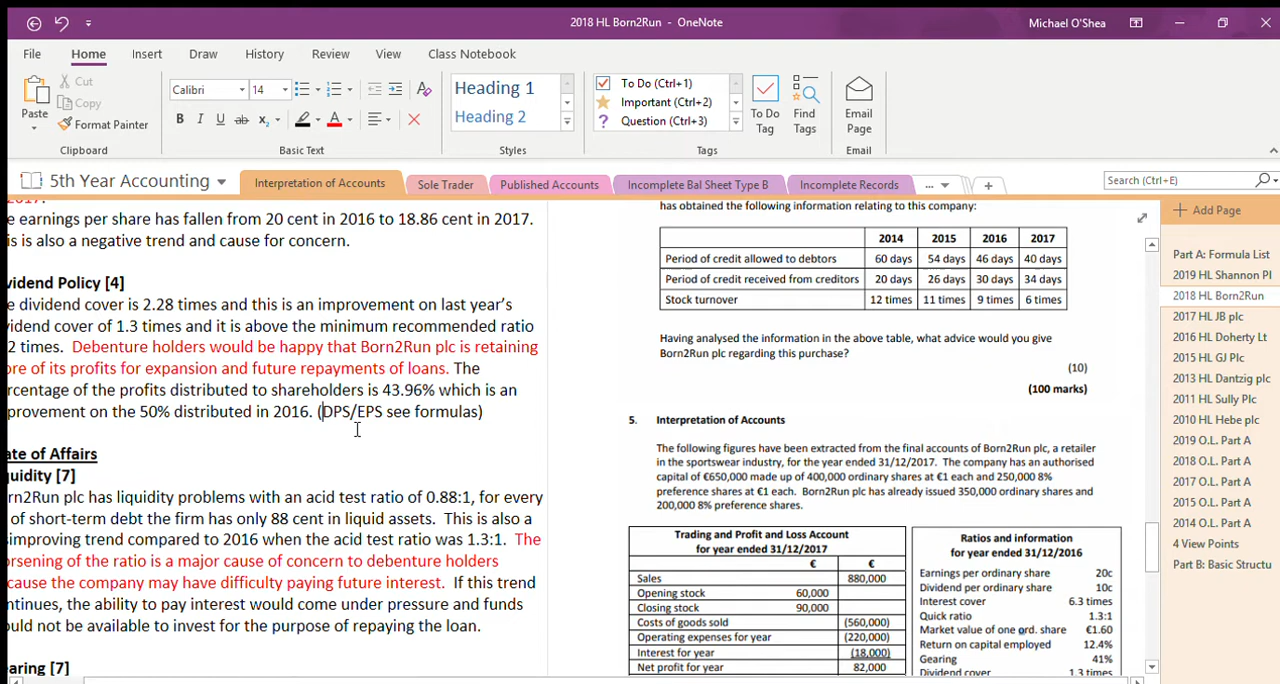 2018 HL Born2Run - OneNote
Michael O'Shea
File Home Insert Draw History Review View Class Notebook
Paste
Cut
Copy
Format Painter
Clipboard
Calibri 14
B I U ab x₂ A
Basic Text
Heading 1
Heading 2
Styles
To Do (Ctrl+1)
Important (Ctrl+2)
? Question (Ctrl+3)
To Do
Tag
Find
Tags
Tags
Email
Page
Email
5th Year Accounting
Interpretation of Accounts
Sole Trader
Published Accounts
Incomplete Bal Sheet Type B
Incomplete Records
...
+
Search (Ctrl+E)
2017.
e earnings per share has fallen from 20 cent in 2016 to 18.86 cent in 2017.
is is also a negative trend and cause for concern.
vidend Policy [4]
e dividend cover is 2.28 times and this is an improvement on last year's
vidend cover of 1.3 times and it is above the minimum recommended ratio
2 times. Debenture holders would be happy that Born2Run plc is retaining
ore of its profits for expansion and future repayments of loans. The
rcentage of the profits distributed to shareholders is 43.96% which is an
provement on the 50% distributed in 2016. (DPS/EPS see formulas)
ate of Affairs
quidity [7]
rn2Run plc has liquidity problems with an acid test ratio of 0.88:1, for every
of short-term debt the firm has only 88 cent in liquid assets. This is also a
simproving trend compared to 2016 when the acid test ratio was 1.3:1. The
orsening of the ratio is a major cause of concern to debenture holders
cause the company may have difficulty paying future interest. If this trend
ntinues, the ability to pay interest would come under pressure and funds
ould not be available to invest for the purpose of repaying the loan.
earing [7]
has obtained the following information relating to this company:
2014 2015 2016 2017
Period of credit allowed to debtors 60 days 54 days 46 days 40 days
Period of credit received from creditors 20 days 26 days 30 days 34 days
Stock turnover 12 times 11 times 9 times 6 times
Having analysed the information in the above table, what advice would you give
Born2Run plc regarding this purchase?
(10)
(100 marks)
5. Interpretation of Accounts
The following figures have been extracted from the final accounts of Born2Run plc, a retailer
in the sportswear industry, for the year ended 31/12/2017. The company has an authorised
capital of €650,000 made up of 400,000 ordinary shares at €1 each and 250,000 8%
preference shares at €1 each. Born2Run plc has already issued 350,000 ordinary shares and
200,000 8% preference shares.
Trading and Profit and Loss Account
for year ended 31/12/2017
€ €
Sales 880,000
Opening stock 60,000
Closing stock 90,000
Costs of goods sold (560,000)
Operating expenses for year (220,000)
Interest for year (18,000)
Net profit for year 82,000
Ratios and information
for year ended 31/12/2016
Earnings per ordinary share 20c
Dividend per ordinary share 10c
Interest cover 6.3 times
Quick ratio 1.3:1
Market value of one ord. share €1.60
Return on capital employed 12.4%
Gearing 41%
Dividend cover 1.3 times
+ Add Page
Part A: Formula List
2019 HL Shannon Pl
2018 HL Born2Run
2017 HL JB plc
2016 HL Doherty Lt
2015 HL GJ Plc
2013 HL Dantzig plc
2011 HL Sully Plc
2010 HL Hebe plc
2019 O.L. Part A
2018 O.L. Part A
2017 O.L. Part A
2015 O.L. Part A
2014 O.L. Part A
4 View Points
Part B: Basic Structu